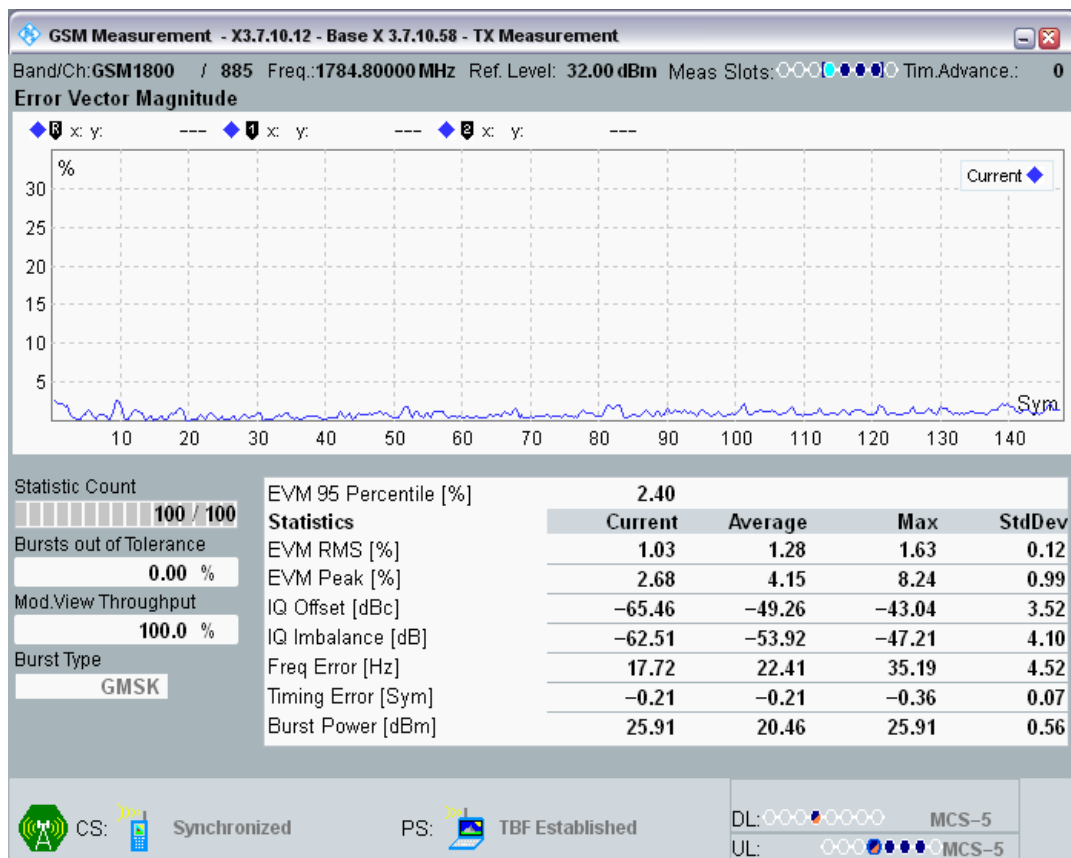 GSM Measurement - X3.7.10.12 - Base X 3.7.10.58 - TX Measurement
Band/Ch:GSM1800 / 885 Freq.:1784.80000 MHz Ref. Level: 32.00 dBm Meas Slots: Tim.Advance.: 0
Error Vector Magnitude
R x: y: --- 1 x: y: --- 2 x: y: ---
%
Current
30
25
20
15
10
5
Sym
10 20 30 40 50 60 70 80 90 100 110 120 130 140
Statistic Count
100 / 100
Bursts out of Tolerance
0.00 %
Mod.View Throughput
100.0 %
Burst Type
GMSK
EVM 95 Percentile [%] 2.40
Statistics Current Average Max StdDev
EVM RMS [%] 1.03 1.28 1.63 0.12
EVM Peak [%] 2.68 4.15 8.24 0.99
IQ Offset [dBc] −65.46 −49.26 −43.04 3.52
IQ Imbalance [dB] −62.51 −53.92 −47.21 4.10
Freq Error [Hz] 17.72 22.41 35.19 4.52
Timing Error [Sym] −0.21 −0.21 −0.36 0.07
Burst Power [dBm] 25.91 20.46 25.91 0.56
CS: Synchronized PS: TBF Established
DL: MCS−5
UL: MCS−5